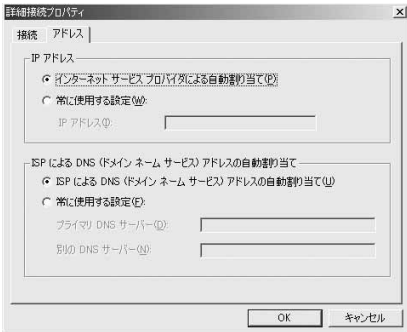 詳細接続プロパティ
接続
アドレス
IP アドレス
インターネット サービス プロバイダによる自動割り当て(P)
常に使用する設定(W):
IP アドレス(I):
ISP による DNS (ドメイン ネーム サービス) アドレスの自動割り当て
ISP による DNS (ドメイン ネーム サービス) アドレスの自動割り当て(U)
常に使用する設定(F):
プライマリ DNS サーバー(D):
別の DNS サーバー(N):
OK
キャンセル